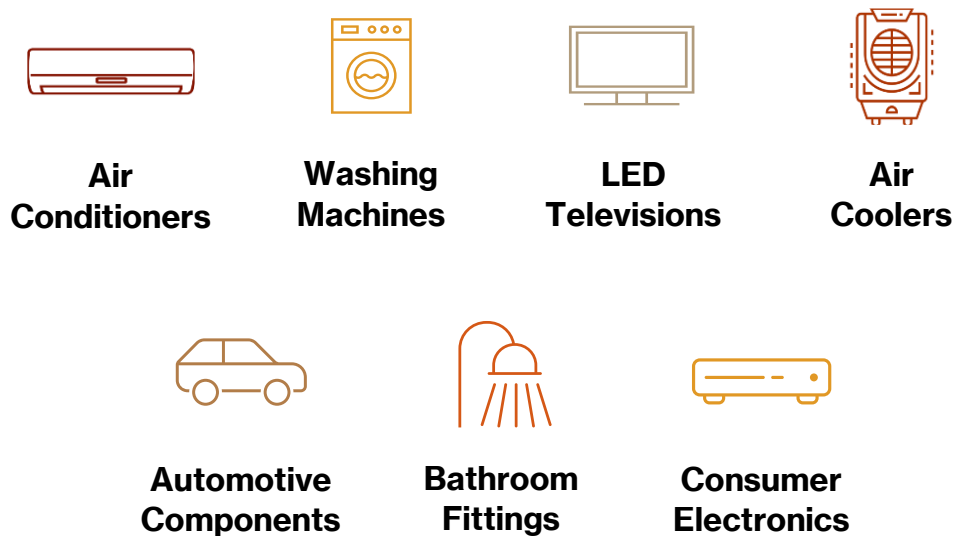 Air
Conditioners
Washing
Machines
LED
Televisions
Air
Coolers
Automotive
Components
Bathroom
Fittings
Consumer
Electronics